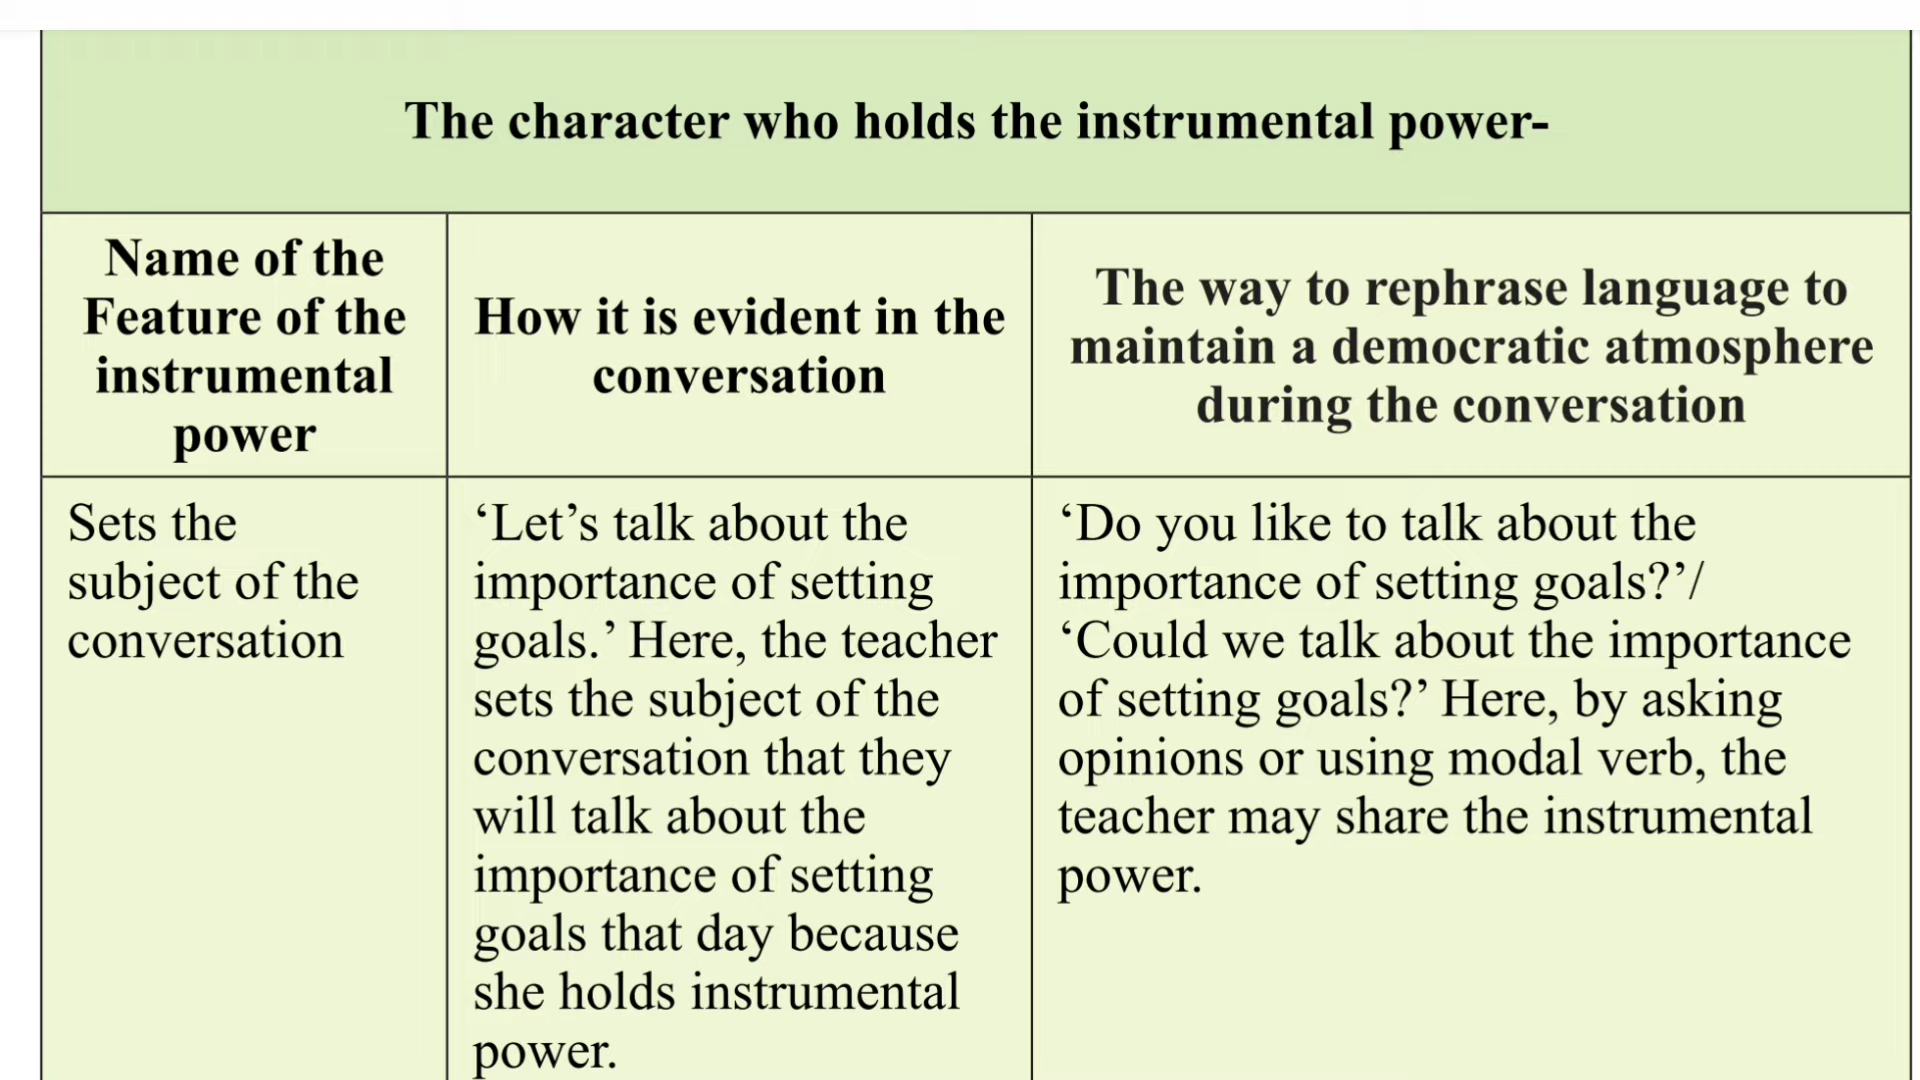 The character who holds the instrumental power-
Name of the
Feature of the
instrumental
power
How it is evident in the
conversation
The way to rephrase language to
maintain a democratic atmosphere
during the conversation
Sets the
subject of the
conversation
‘Let’s talk about the
importance of setting
goals.’ Here, the teacher
sets the subject of the
conversation that they
will talk about the
importance of setting
goals that day because
she holds instrumental
power.
‘Do you like to talk about the
importance of setting goals?’/
‘Could we talk about the importance
of setting goals?’ Here, by asking
opinions or using modal verb, the
teacher may share the instrumental
power.